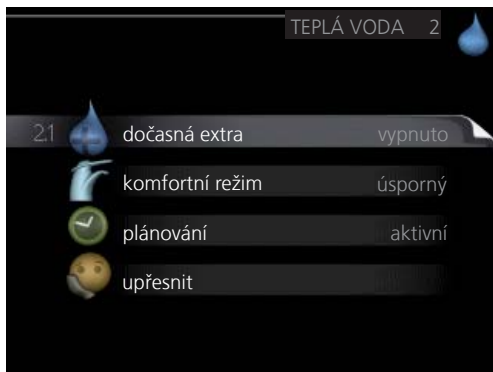 TEPLÁ VODA 2
2.1 dočasná extra vypnuto
komfortní režim úsporný
plánování aktivní
upřesnit